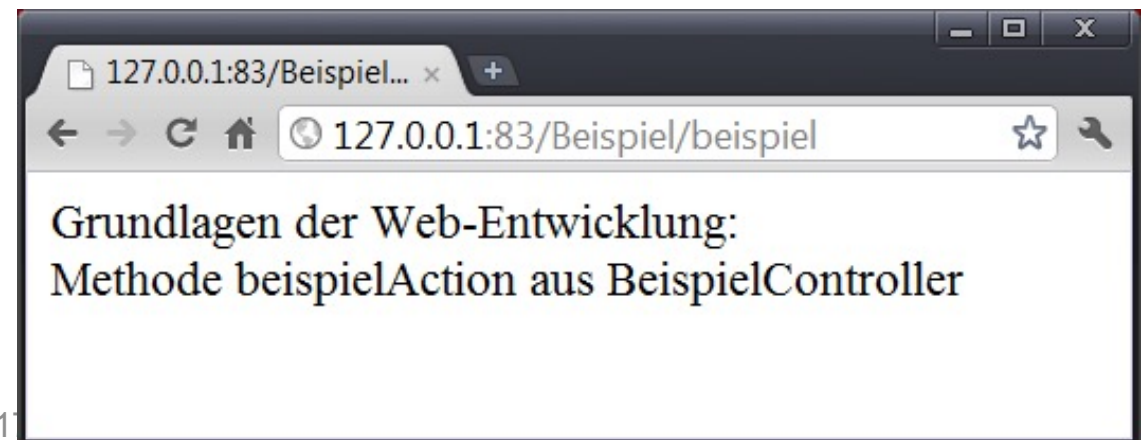 127.0.0.1:83/Beispiel...
127.0.0.1:83/Beispiel/beispiel
Grundlagen der Web-Entwicklung:
Methode beispielAction aus BeispielController